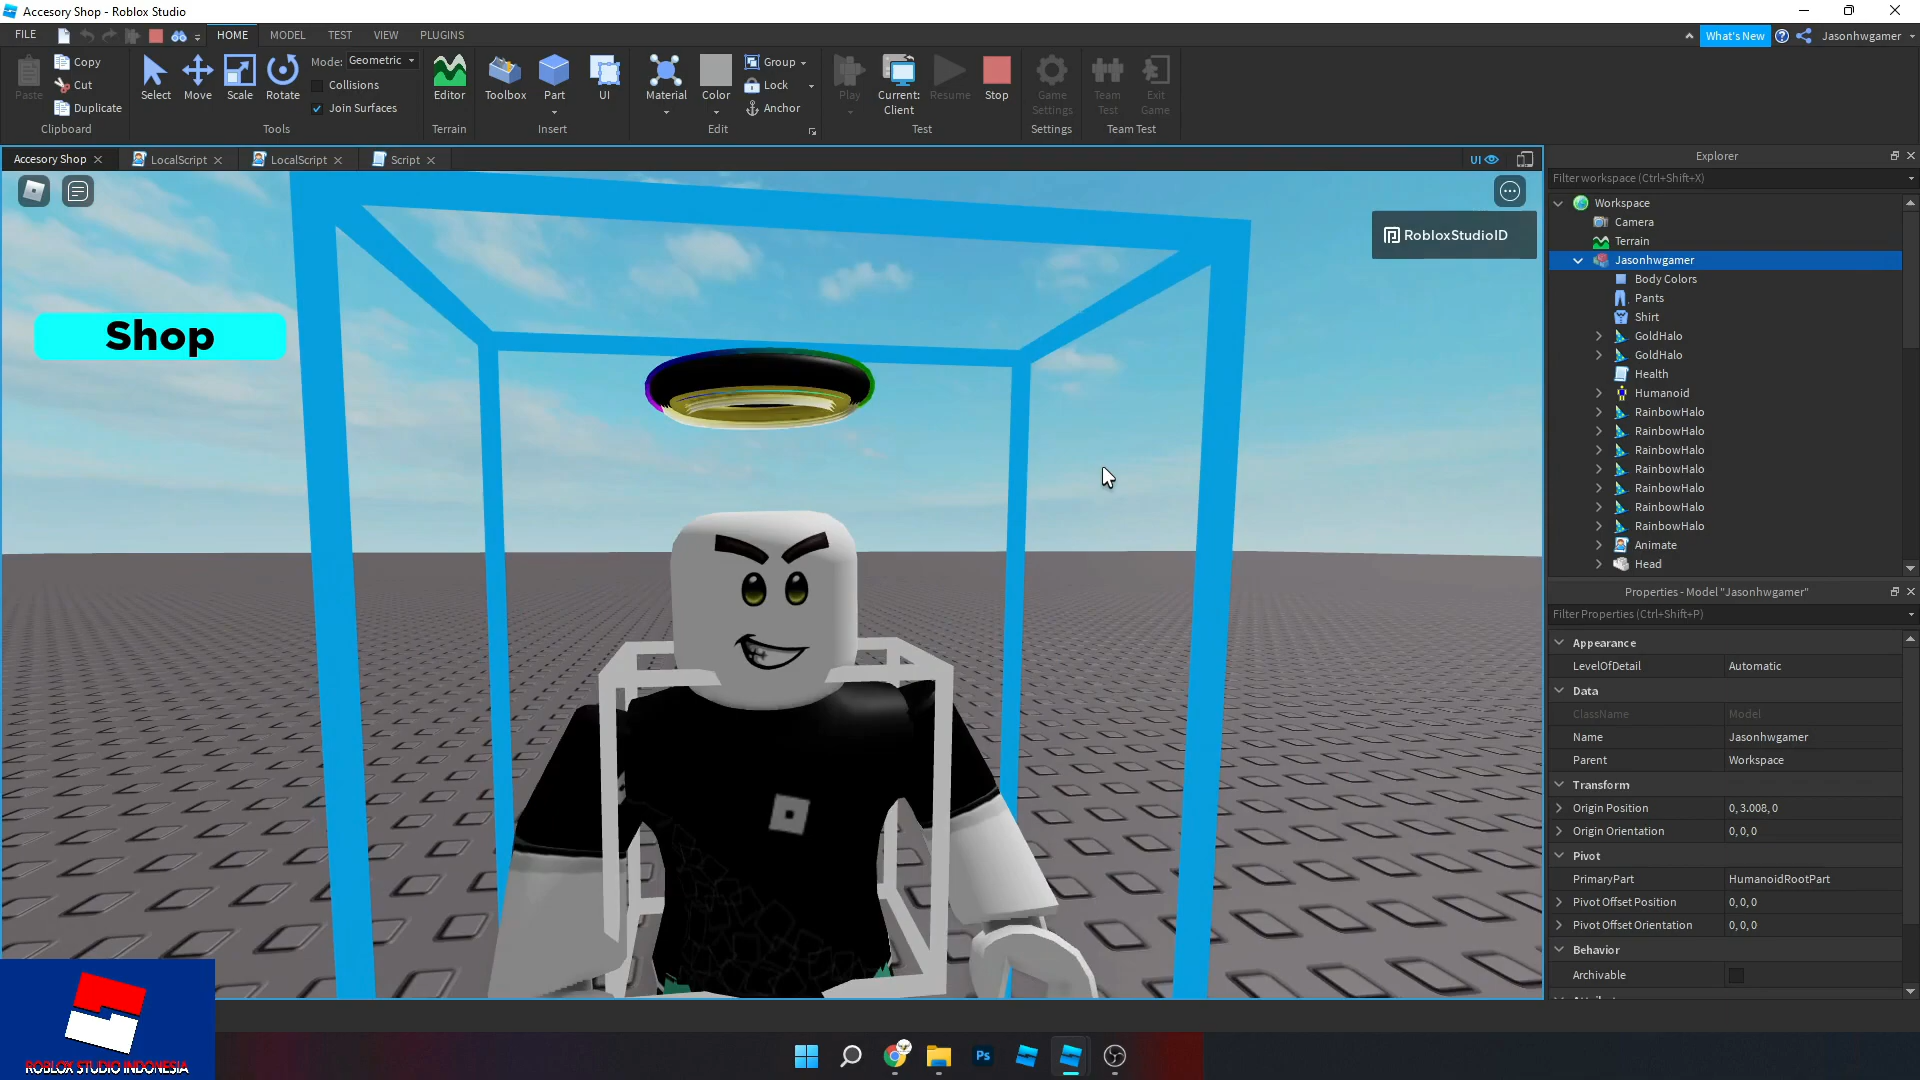 Accesory Shop - Roblox Studio
FILE HOME MODEL TEST VIEW PLUGINS What's New Jasonhwgamer
Paste Copy Cut Duplicate Clipboard
Select Move Scale Rotate Mode: Geometric Collisions Join Surfaces Tools
Editor Terrain
Toolbox Part UI Insert
Material Color Group Lock Anchor Edit
Play Current: Client Resume Stop Test
Game Settings Settings
Team Test Exit Game Team Test
Accesory Shop LocalScript LocalScript Script UI
RobloxStudioID
Shop
ROBLOX STUDIO INDONESIA
Explorer
Filter workspace (Ctrl+Shift+X)
Workspace
Camera
Terrain
Jasonhwgamer
Body Colors
Pants
Shirt
GoldHalo
GoldHalo
Health
Humanoid
RainbowHalo
RainbowHalo
RainbowHalo
RainbowHalo
RainbowHalo
RainbowHalo
RainbowHalo
Animate
Head
Properties - Model "Jasonhwgamer"
Filter Properties (Ctrl+Shift+P)
Appearance
LevelOfDetail Automatic
Data
ClassName Model
Name Jasonhwgamer
Parent Workspace
Transform
Origin Position 0, 3.008, 0
Origin Orientation 0, 0, 0
Pivot
PrimaryPart HumanoidRootPart
Pivot Offset Position 0, 0, 0
Pivot Offset Orientation 0, 0, 0
Behavior
Archivable
Ps